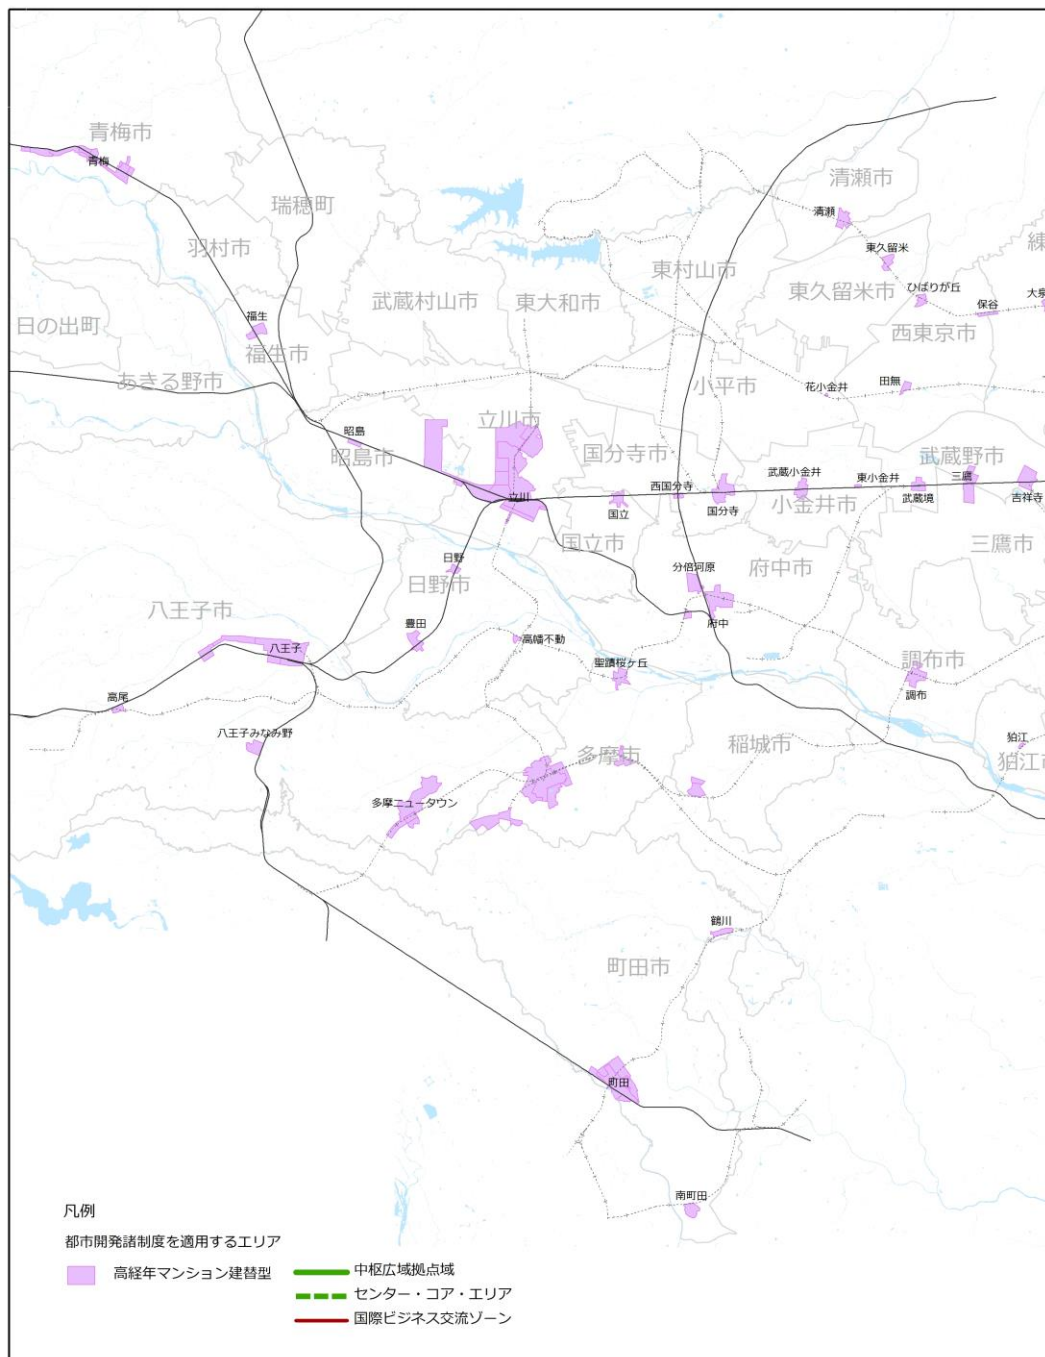 青梅市
青梅
瑞穂町
清瀬市
清瀬
羽村市
東久留米
練
東村山市
東久留米市
ひばりが丘
大泉
武蔵村山市
東大和市
保谷
日の出町
福生
西東京市
福生市
あきる野市
小平市
花小金井
田無
立川市
昭島
昭島市
国分寺市
武蔵野市
武蔵小金井
東小金井
三鷹
西国分寺
立川
国立
国分寺
小金井市
武蔵境
吉祥寺
国立市
三鷹市
日野
日野市
分倍河原
府中市
八王子市
豊田
府中
八王子
高幡不動
聖蹟桜ヶ丘
調布市
調布
高尾
八王子みなみ野
多摩市
稲城市
狛江
狛江市
多摩ニュータウン
鶴川
町田市
町田
南町田
凡例
都市開発諸制度を適用するエリア
高経年マンション建替型
中枢広域拠点域
センター・コア・エリア
国際ビジネス交流ゾーン